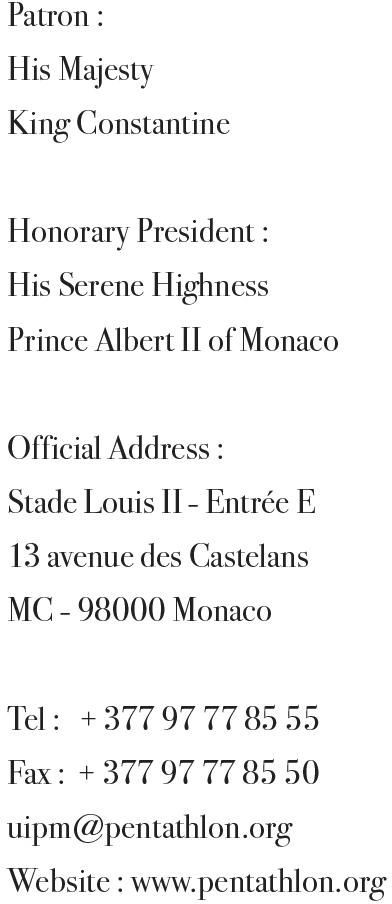 Patron :
His Majesty
King Constantine
Honorary President :
His Serene Highness
Prince Albert II of Monaco
Official Address :
Stade Louis II - Entrée E
13 avenue des Castelans
MC - 98000 Monaco
Tel : + 377 97 77 85 55
Fax : + 377 97 77 85 50
uipm@pentathlon.org
Website : www.pentathlon.org